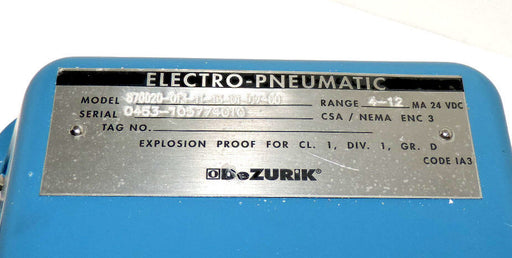 ELECTRO-PNEUMATIC
MODEL RANGE 4-12 MA 24 VDC
SERIAL CSA / NEMA ENC 3
TAG NO.
EXPLOSION PROOF FOR CL. 1, DIV. 1, GR. D
CODE IA3
DeZURIK®